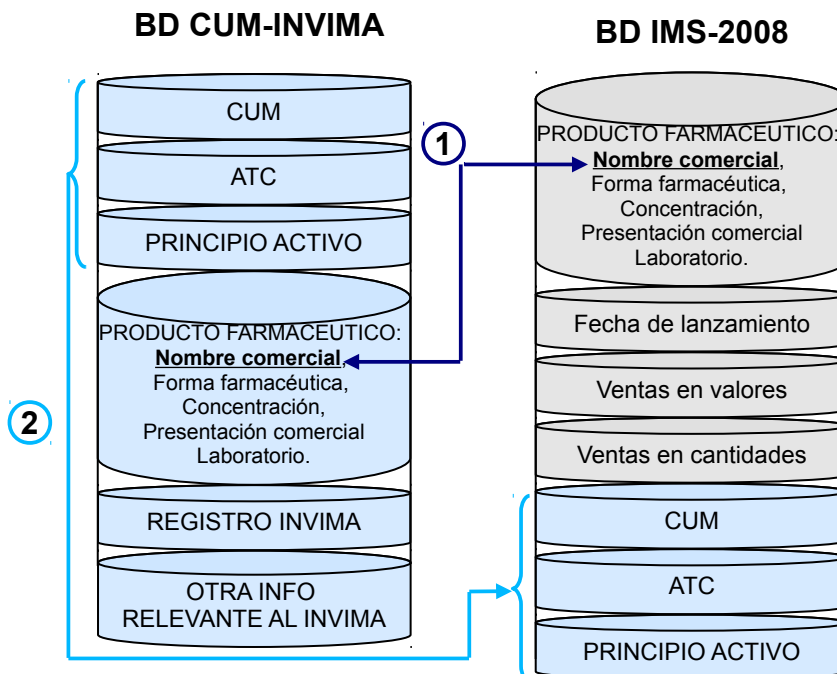 BD CUM-INVIMA
CUM
ATC
PRINCIPIO ACTIVO
PRODUCTO FARMACEUTICO:
Nombre comercial,
Forma farmacéutica,
Concentración,
Presentación comercial
Laboratorio.
REGISTRO INVIMA
OTRA INFO
RELEVANTE AL INVIMA
1
2
BD IMS-2008
PRODUCTO FARMACEUTICO:
Nombre comercial,
Forma farmacéutica,
Concentración,
Presentación comercial
Laboratorio.
Fecha de lanzamiento
Ventas en valores
Ventas en cantidades
CUM
ATC
PRINCIPIO ACTIVO